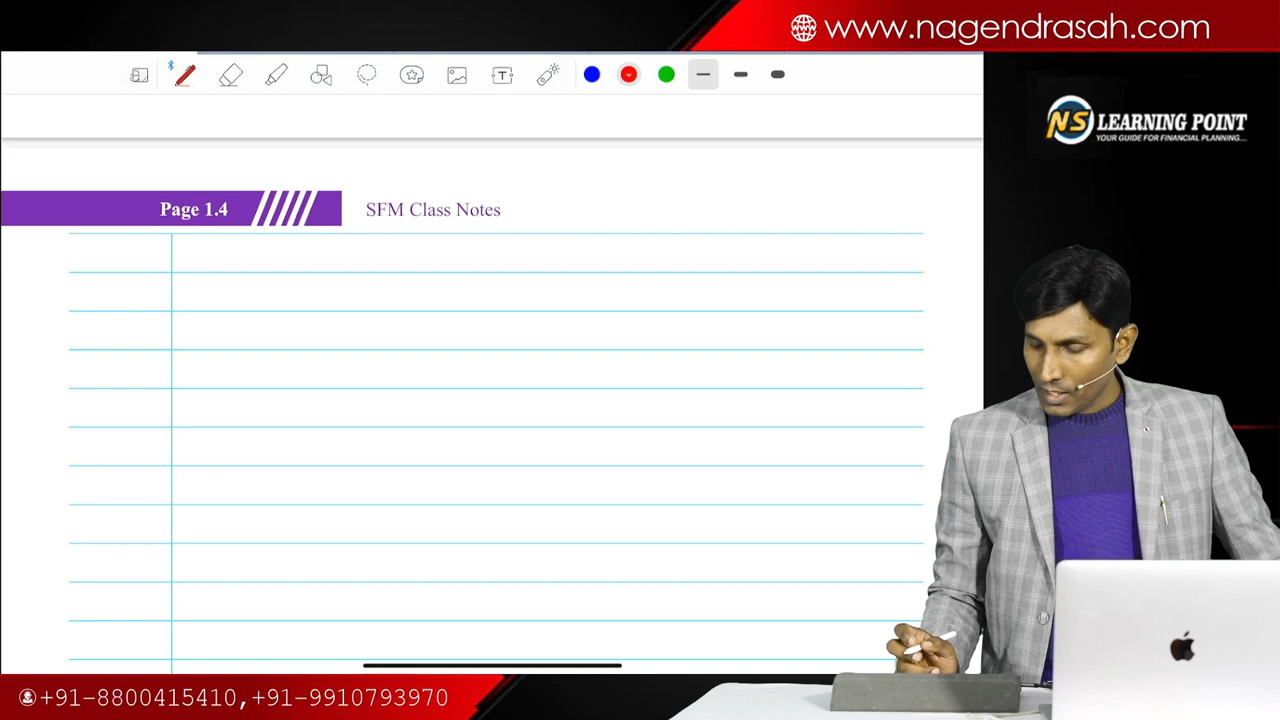 www.nagendrasah.com
T
NS LEARNING POINT
YOUR GUIDE FOR FINANCIAL PLANNING....
Page 1.4 SFM Class Notes
+91-8800415410,+91-9910793970